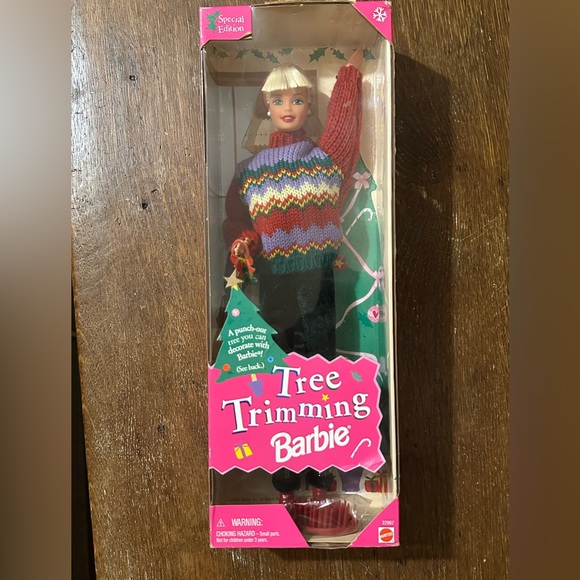 Special
Edition
A punch-out
tree you can
decorate with
Barbie®!
(See back.)
Tree
Trimming
Barbie®
WARNING:
CHOKING HAZARD – Small parts.
Not for children under 3 years.
22967
MATTEL